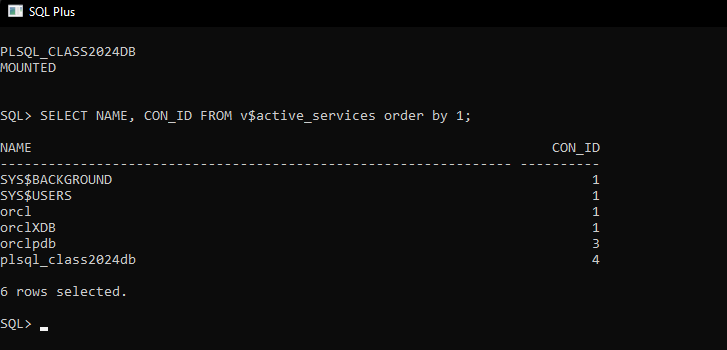 SQL Plus
PLSQL_CLASS2024DB
MOUNTED
SQL> SELECT NAME, CON_ID FROM v$active_services order by 1;
NAME                                                                 CON_ID
---------------------------------------------------------------- ----------
SYS$BACKGROUND                                                            1
SYS$USERS                                                                 1
orcl                                                                      1
orclXDB                                                                   1
orclpdb                                                                   3
plsql_class2024db                                                         4
6 rows selected.
SQL>